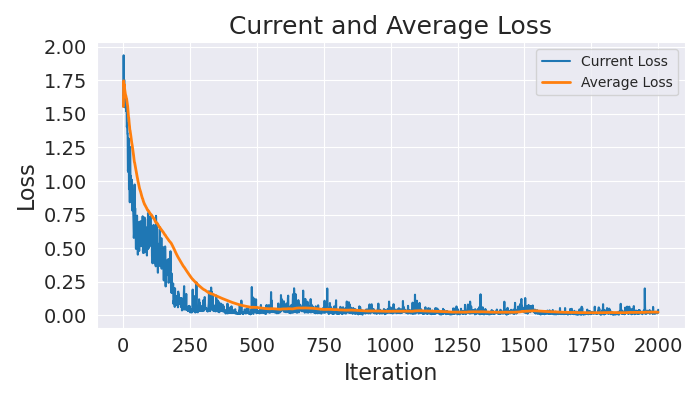 Current and Average Loss
2.00
1.75
1.50
1.25
1.00
0.75
0.50
0.25
0.00
Loss
Current Loss
Average Loss
0 250 500 750 1000 1250 1500 1750 2000
Iteration